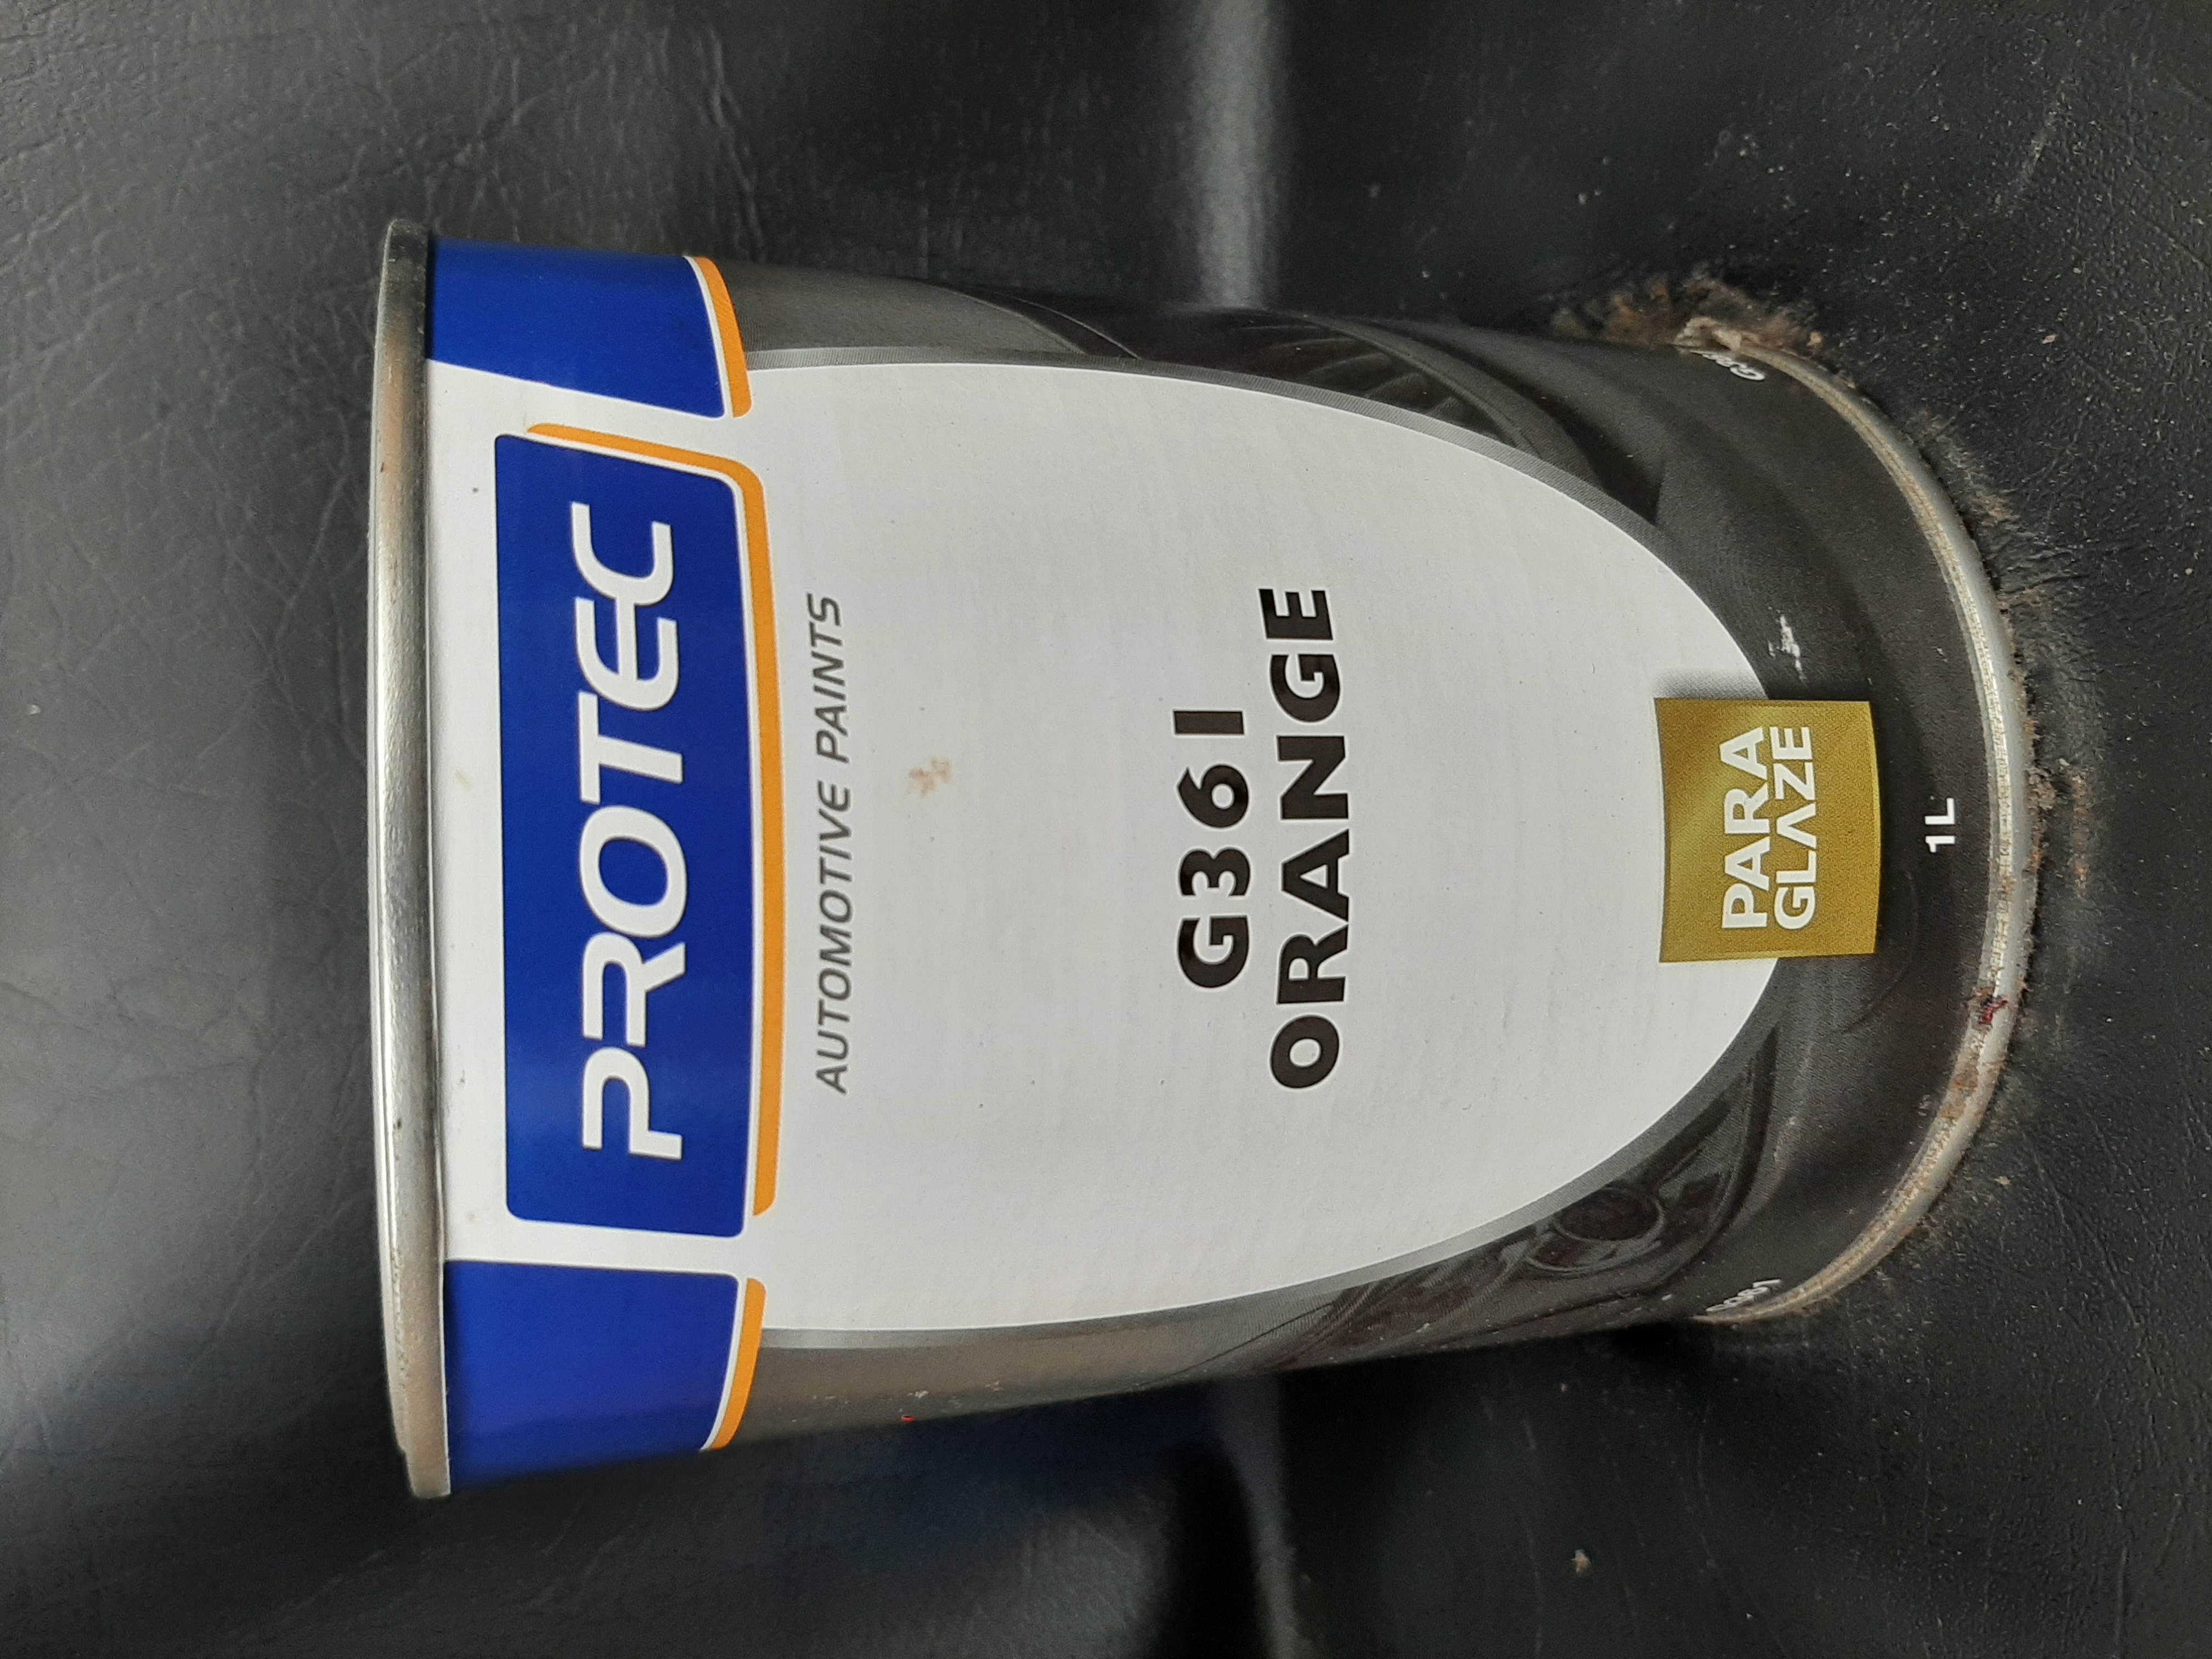 PROTEC
AUTOMOTIVE PAINTS
G361
ORANGE
PARA
GLAZE
1L